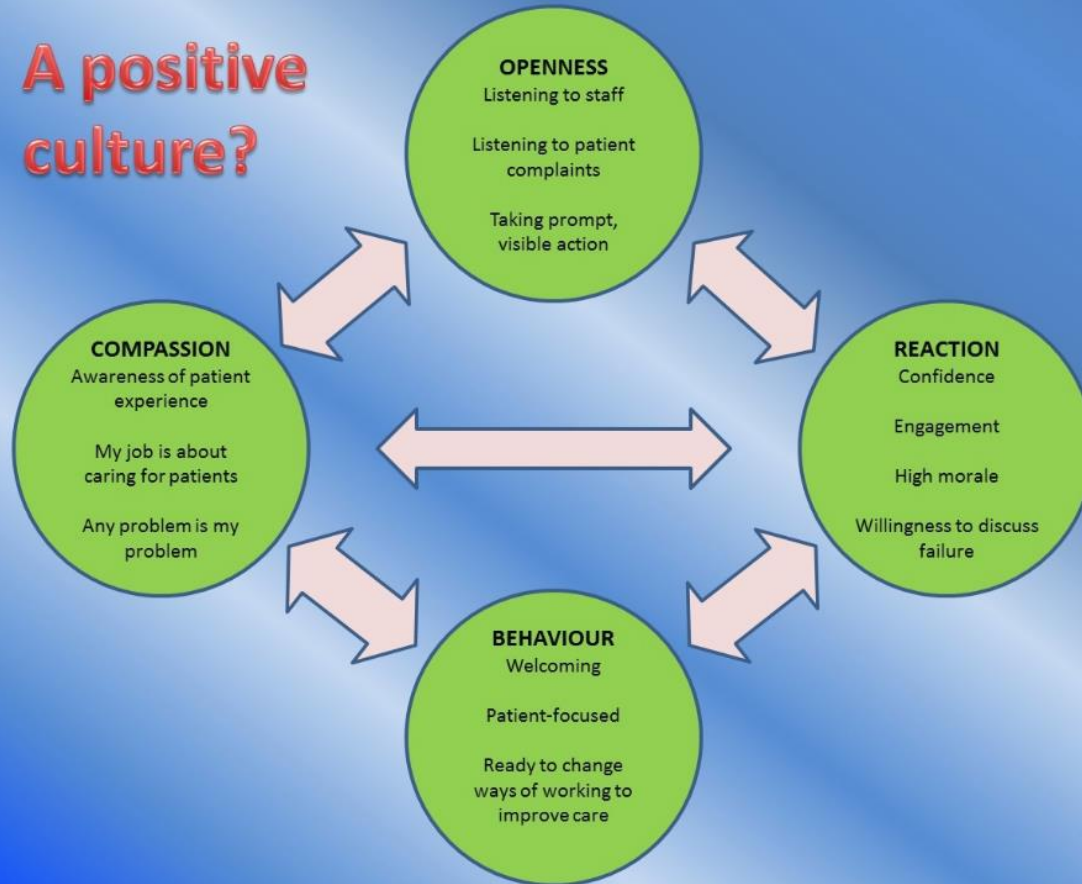 A positive
culture?
OPENNESS
Listening to staff
Listening to patient
complaints
Taking prompt,
visible action
COMPASSION
Awareness of patient
experience
My job is about
caring for patients
Any problem is my
problem
REACTION
Confidence
Engagement
High morale
Willingness to discuss
failure
BEHAVIOUR
Welcoming
Patient-focused
Ready to change
ways of working to
improve care